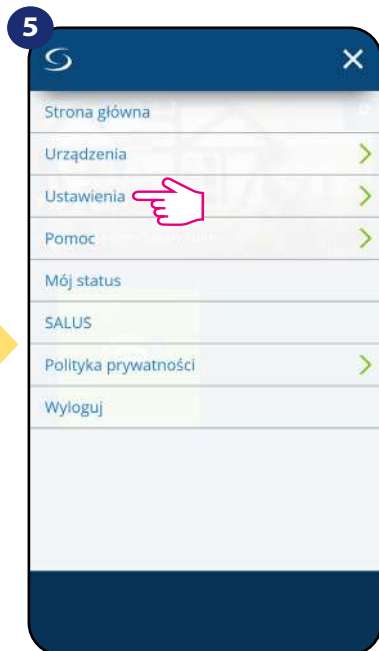 5
Strona główna
Urządzenia
Ustawienia
Pomoc
Mój status
SALUS
Polityka prywatności
Wyloguj